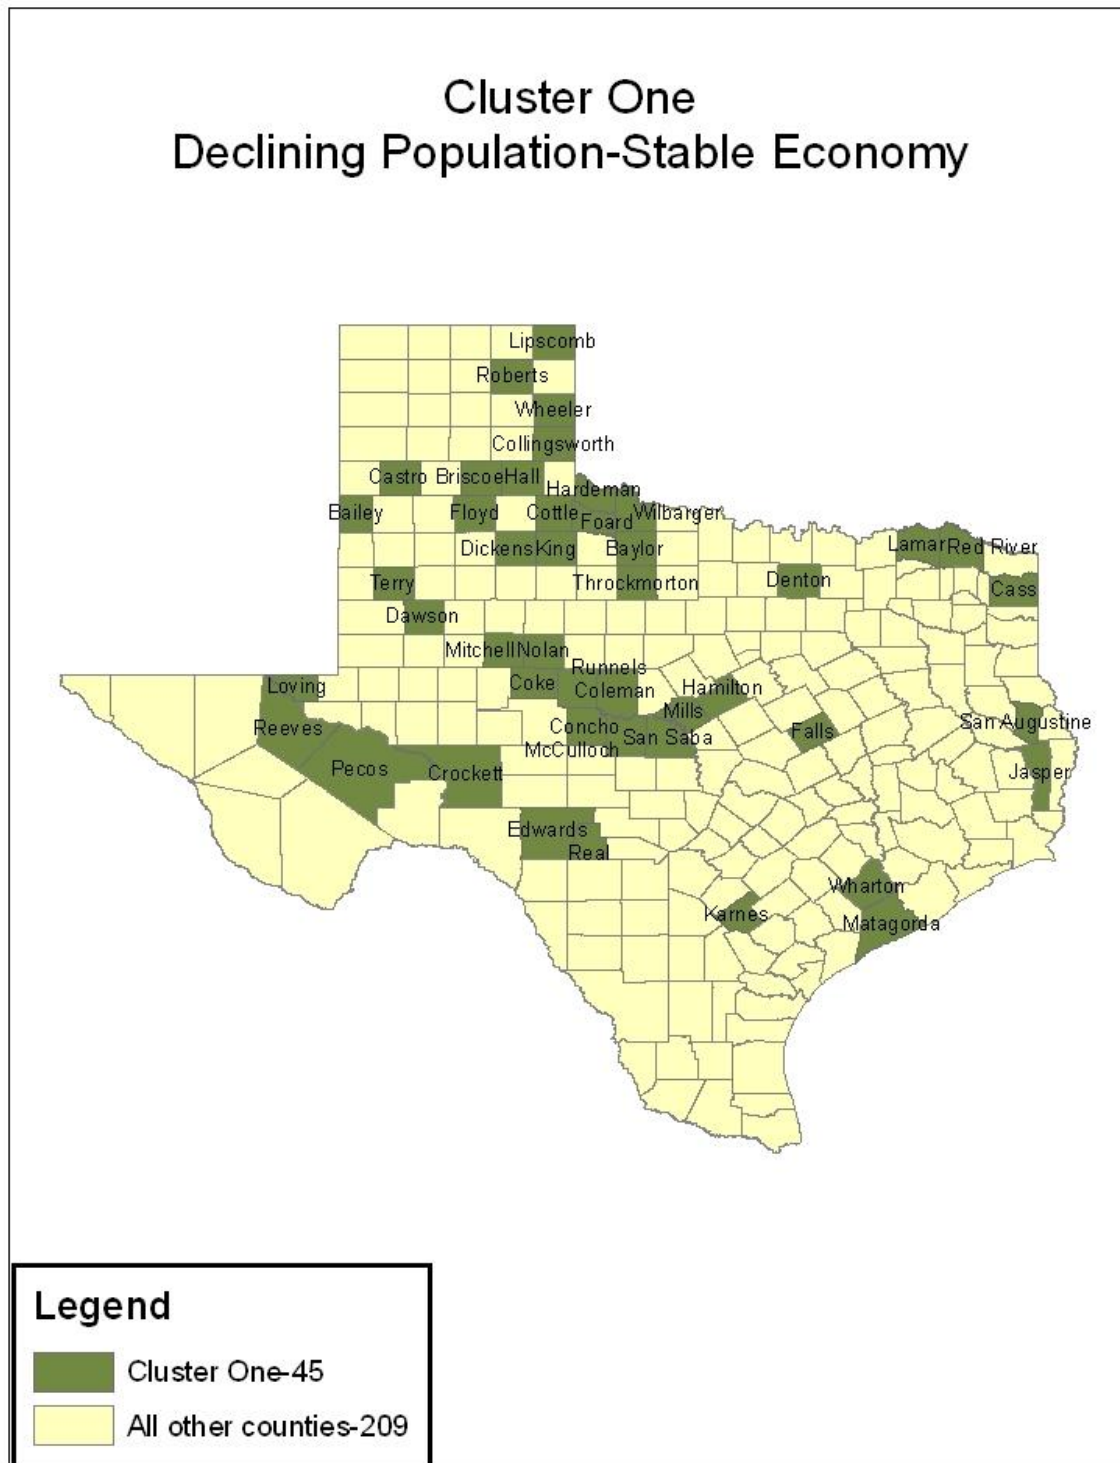 Cluster One
Declining Population-Stable Economy
Lipscomb
Roberts
Wheeler
Collingsworth
Castro
Briscoe
Hall
Hardeman
Bailey
Floyd
Cottle
Foard
Wilbarger
Dickens
King
Baylor
Lamar
Red River
Terry
Throckmorton
Denton
Cass
Dawson
Mitchell
Nolan
Runnels
Loving
Coke
Coleman
Hamilton
Mills
Reeves
Concho
San Saba
Falls
San Augustine
McCulloch
Pecos
Crockett
Jasper
Edwards
Real
Wharton
Karnes
Matagorda
Legend
Cluster One-45
All other counties-209